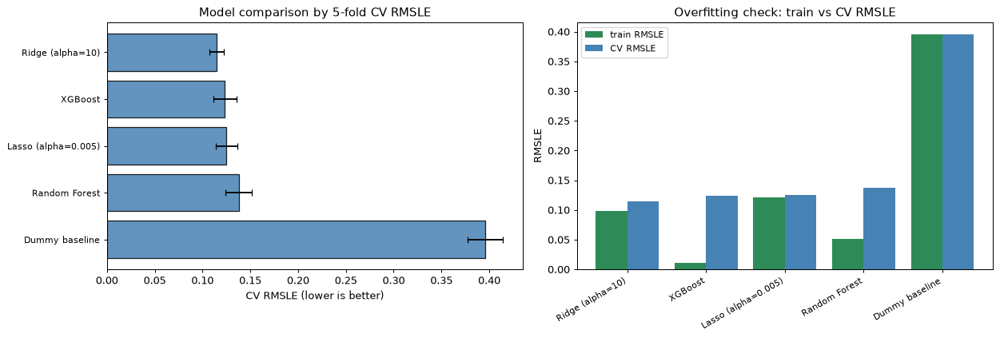 Model comparison by 5-fold CV RMSLE
Ridge (alpha=10)
XGBoost
Lasso (alpha=0.005)
Random Forest
Dummy baseline
0.00 0.05 0.10 0.15 0.20 0.25 0.30 0.35 0.40
CV RMSLE (lower is better)
Overfitting check: train vs CV RMSLE
train RMSLE
CV RMSLE
0.40
0.35
0.30
0.25
0.20
0.15
0.10
0.05
0.00
RMSLE
Ridge (alpha=10)
XGBoost
Lasso (alpha=0.005)
Random Forest
Dummy baseline